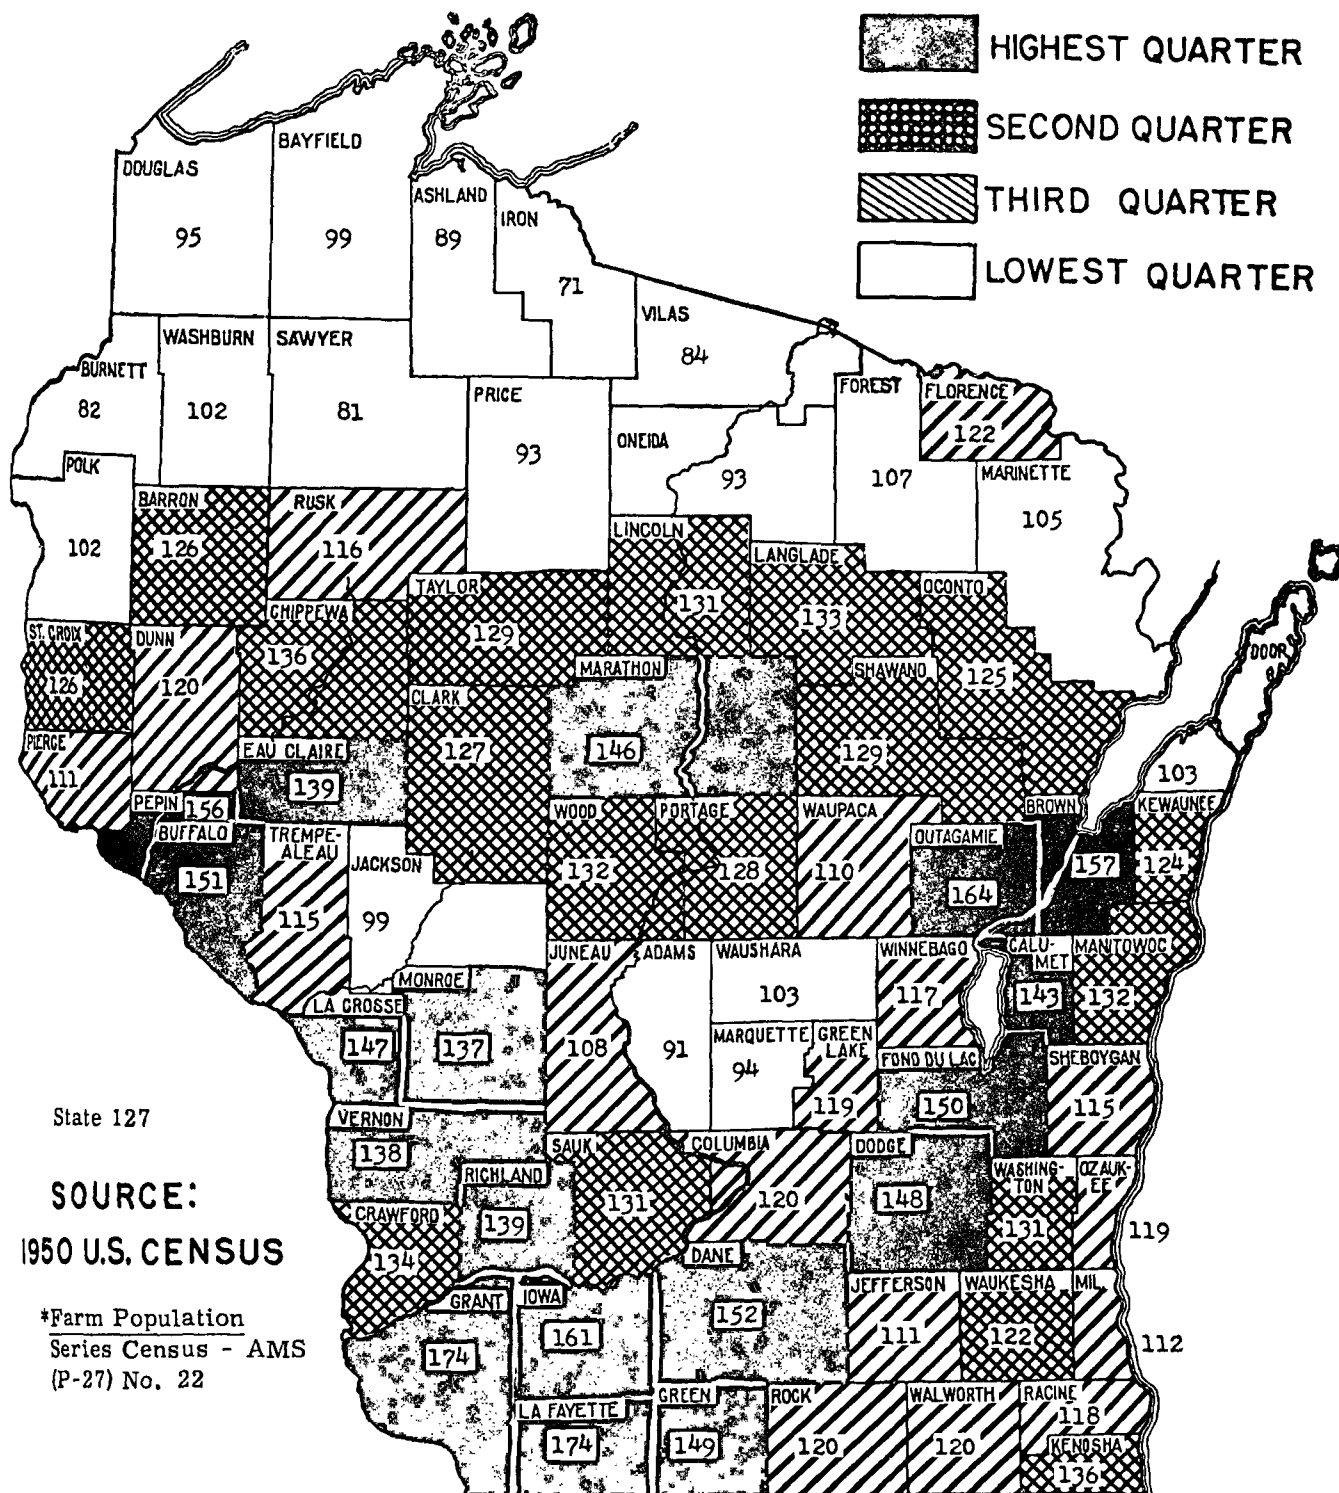 HIGHEST QUARTER
SECOND QUARTER
THIRD QUARTER
LOWEST QUARTER
DOUGLAS
95
BAYFIELD
99
ASHLAND
89
IRON
71
VILAS
84
BURNETT
82
WASHBURN
102
SAWYER
81
PRICE
93
ONEIDA
93
FOREST
107
FLORENCE
122
MARINETTE
105
POLK
102
BARRON
126
RUSK
116
LINCOLN
131
LANGLADE
133
OCONTO
125
TAYLOR
129
CHIPPEWA
136
ST. CROIX
126
DUNN
120
PIERCE
111
EAU CLAIRE
139
CLARK
127
MARATHON
146
SHAWANO
129
DOOR
103
PEPIN 156
BUFFALO
151
TREMPE-
ALEAU
115
JACKSON
99
WOOD
132
PORTAGE
128
WAUPACA
110
OUTAGAMIE
164
BROWN
157
KEWAUNEE
124
MONROE
137
LA CROSSE
147
JUNEAU
108
ADAMS
91
WAUSHARA
103
MARQUETTE
94
GREEN
LAKE
119
WINNEBAGO
117
CALU-
MET
143
MANITOWOC
132
FOND DU LAC
150
SHEBOYGAN
115
VERNON
138
RICHLAND
139
SAUK
131
COLUMBIA
120
DODGE
148
WASHING-
TON
131
OZAUK-
EE
119
CRAWFORD
134
GRANT
174
IOWA
161
DANE
152
JEFFERSON
111
WAUKESHA
122
MIL.
112
LA FAYETTE
174
GREEN
149
ROCK
120
WALWORTH
120
RACINE
118
KENOSHA
136
State 127
SOURCE:
1950 U.S. CENSUS
*Farm Population
Series Census - AMS
(P-27) No. 22